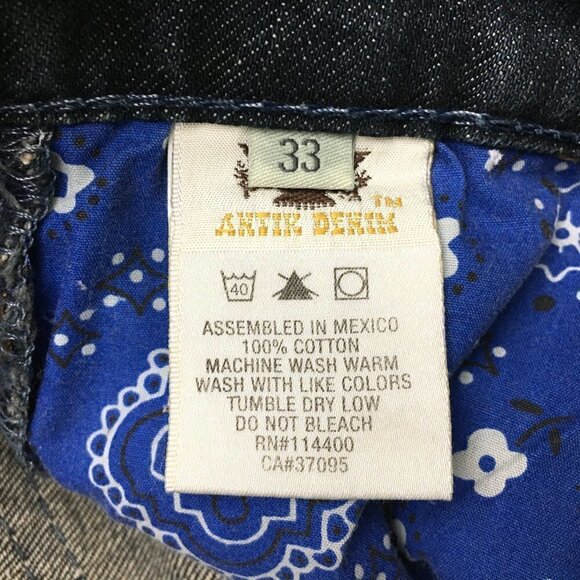 33
TM
ANTIK DENIM
40
ASSEMBLED IN MEXICO
100% COTTON
MACHINE WASH WARM
WASH WITH LIKE COLORS
TUMBLE DRY LOW
DO NOT BLEACH
RN#114400
CA#37095